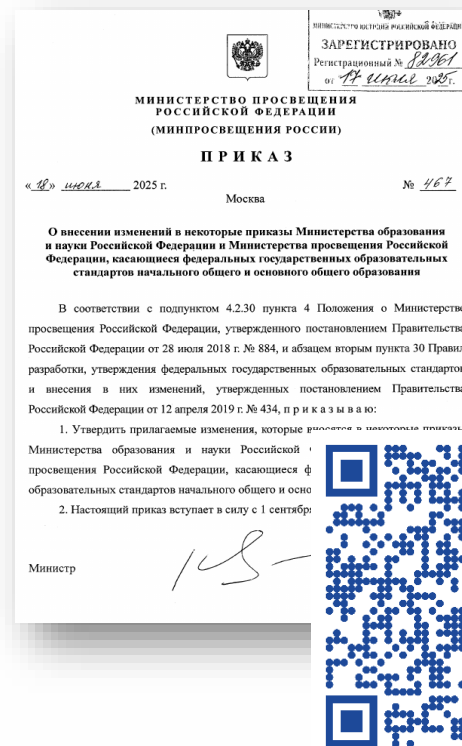 МИНИСТЕРСТВО ЮСТИЦИИ РОССИЙСКОЙ ФЕДЕРАЦИИ
ЗАРЕГИСТРИРОВАНО
Регистрационный № 82961
от "17 июля 2025г.
МИНИСТЕРСТВО ПРОСВЕЩЕНИЯ
РОССИЙСКОЙ ФЕДЕРАЦИИ
(МИНПРОСВЕЩЕНИЯ РОССИИ)
ПРИКАЗ
«18» июня 2025 г.
№ 467
Москва
О внесении изменений в некоторые приказы Министерства образования
и науки Российской Федерации и Министерства просвещения Российской
Федерации, касающиеся федеральных государственных образовательных
стандартов начального общего и основного общего образования
В соответствии с подпунктом 4.2.30 пункта 4 Положения о Министерстве
просвещения Российской Федерации, утвержденного постановлением Правительства
Российской Федерации от 28 июля 2018 г. № 884, и абзацем вторым пункта 30 Правил
разработки, утверждения федеральных государственных образовательных стандартов
и внесения в них изменений, утвержденных постановлением Правительства
Российской Федерации от 12 апреля 2019 г. № 434, п р и к а з ы в а ю:
1. Утвердить прилагаемые изменения, которые вносятся в некоторые приказы
Министерства образования и науки Российской
просвещения Российской Федерации, касающиеся ф
образовательных стандартов начального общего и осно
2. Настоящий приказ вступает в силу с 1 сентября
Министр